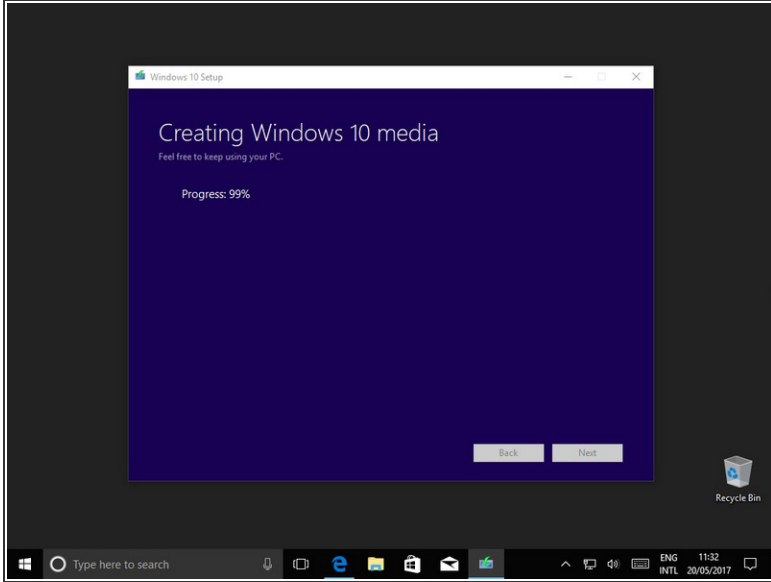 Windows 10 Setup
Creating Windows 10 media
Feel free to keep using your PC.
Progress: 99%
Back
Next
Recycle Bin
Type here to search
ENG
INTL
11:32
20/05/2017